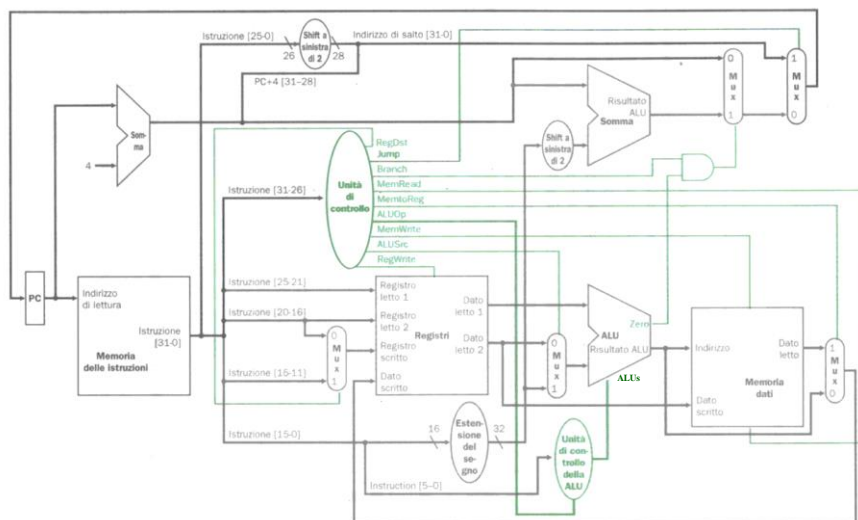 Istruzione [25-0]
26
Shift a
sinistra
di 2
28
Indirizzo di salto [31-0]
PC+4 [31-28]
0
M
u
x
1
1
M
u
x
0
Risultato
ALU
Somma
Som-
ma
4
Shift a
sinistra
di 2
RegDst
Jump
Branch
MemRead
MemtoReg
ALUOp
MemWrite
ALUSrc
RegWrite
Unità
di
controllo
Istruzione [31-26]
PC
Indirizzo
di lettura
Istruzione
[31-0]
Memoria
delle istruzioni
Istruzione [25-21]
Istruzione [20-16]
Istruzione [15-11]
0
M
u
x
1
Registro
letto 1
Registro
letto 2
Registro
scritto
Dato
scritto
Dato
letto 1
Dato
letto 2
Registri
0
M
u
x
1
Zero
ALU
Risultato ALU
ALUs
Indirizzo
Dato
letto
Dato
scritto
Memoria
dati
1
M
u
x
0
Istruzione [15-0]
16
Esten-
sione
del
se-
gno
32
Unità
di con-
trollo
della
ALU
Instruction [5-0]